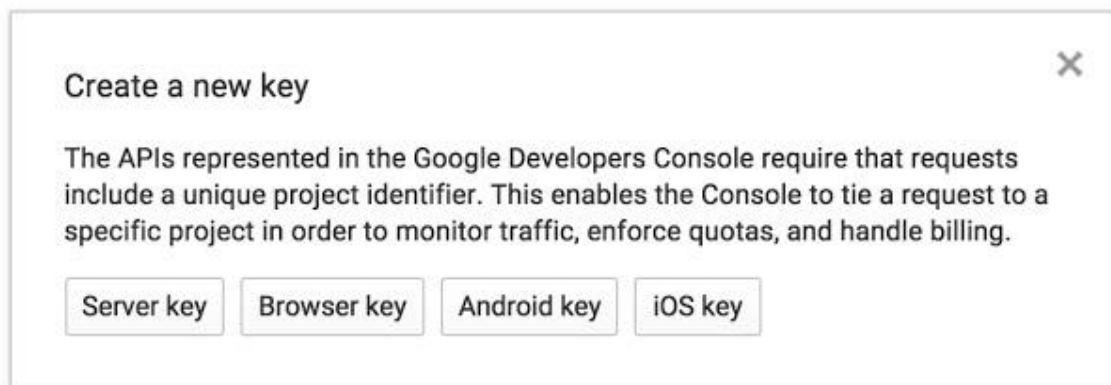 Create a new key
The APIs represented in the Google Developers Console require that requests
include a unique project identifier. This enables the Console to tie a request to a
specific project in order to monitor traffic, enforce quotas, and handle billing.
Server key Browser key Android key iOS key